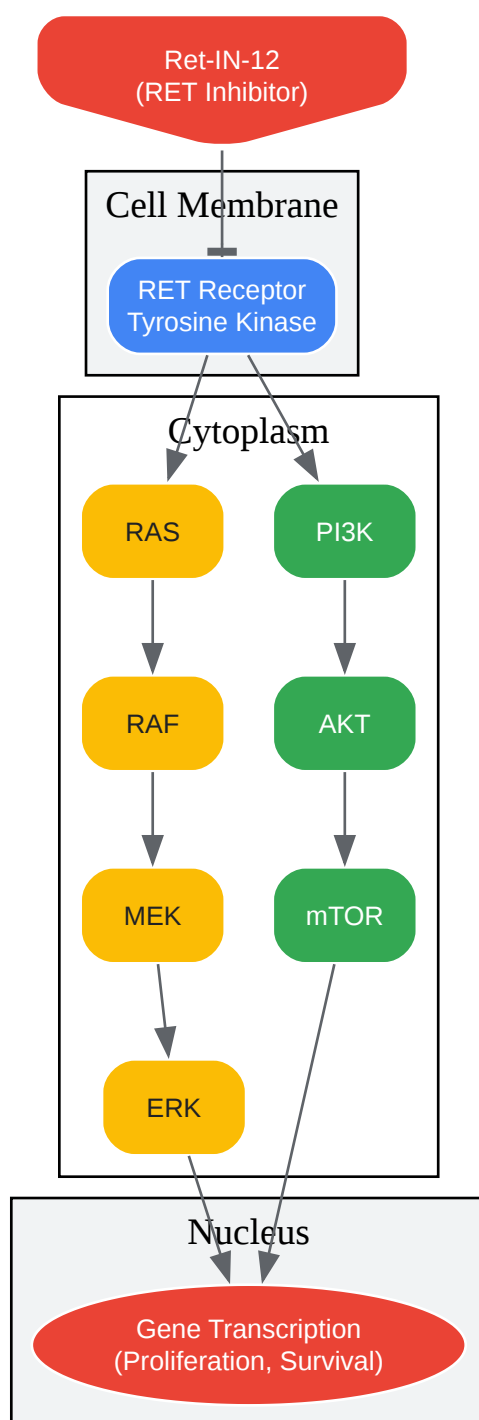 Ret-IN-12
(RET Inhibitor)
Cell Membrane
RET Receptor
Tyrosine Kinase
Cytoplasm
RAS
PI3K
RAF
AKT
MEK
mTOR
ERK
Nucleus
Gene Transcription
(Proliferation, Survival)